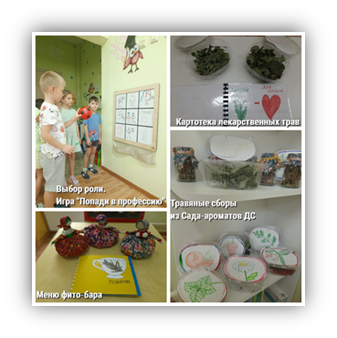 Выбор роли.
Игра "Попади в профессию"
Картотека лекарственных трав
Травяные сборы
из Сада-ароматов ДС
Меню фито-бара